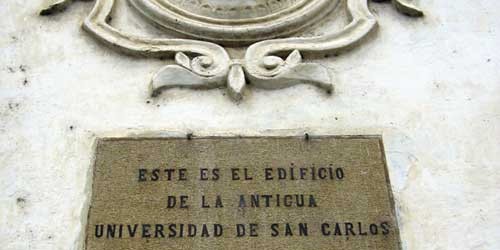 ESTE ES EL EDIFICIO
DE LA ANTIGUA
UNIVERSIDAD DE SAN CARLOS